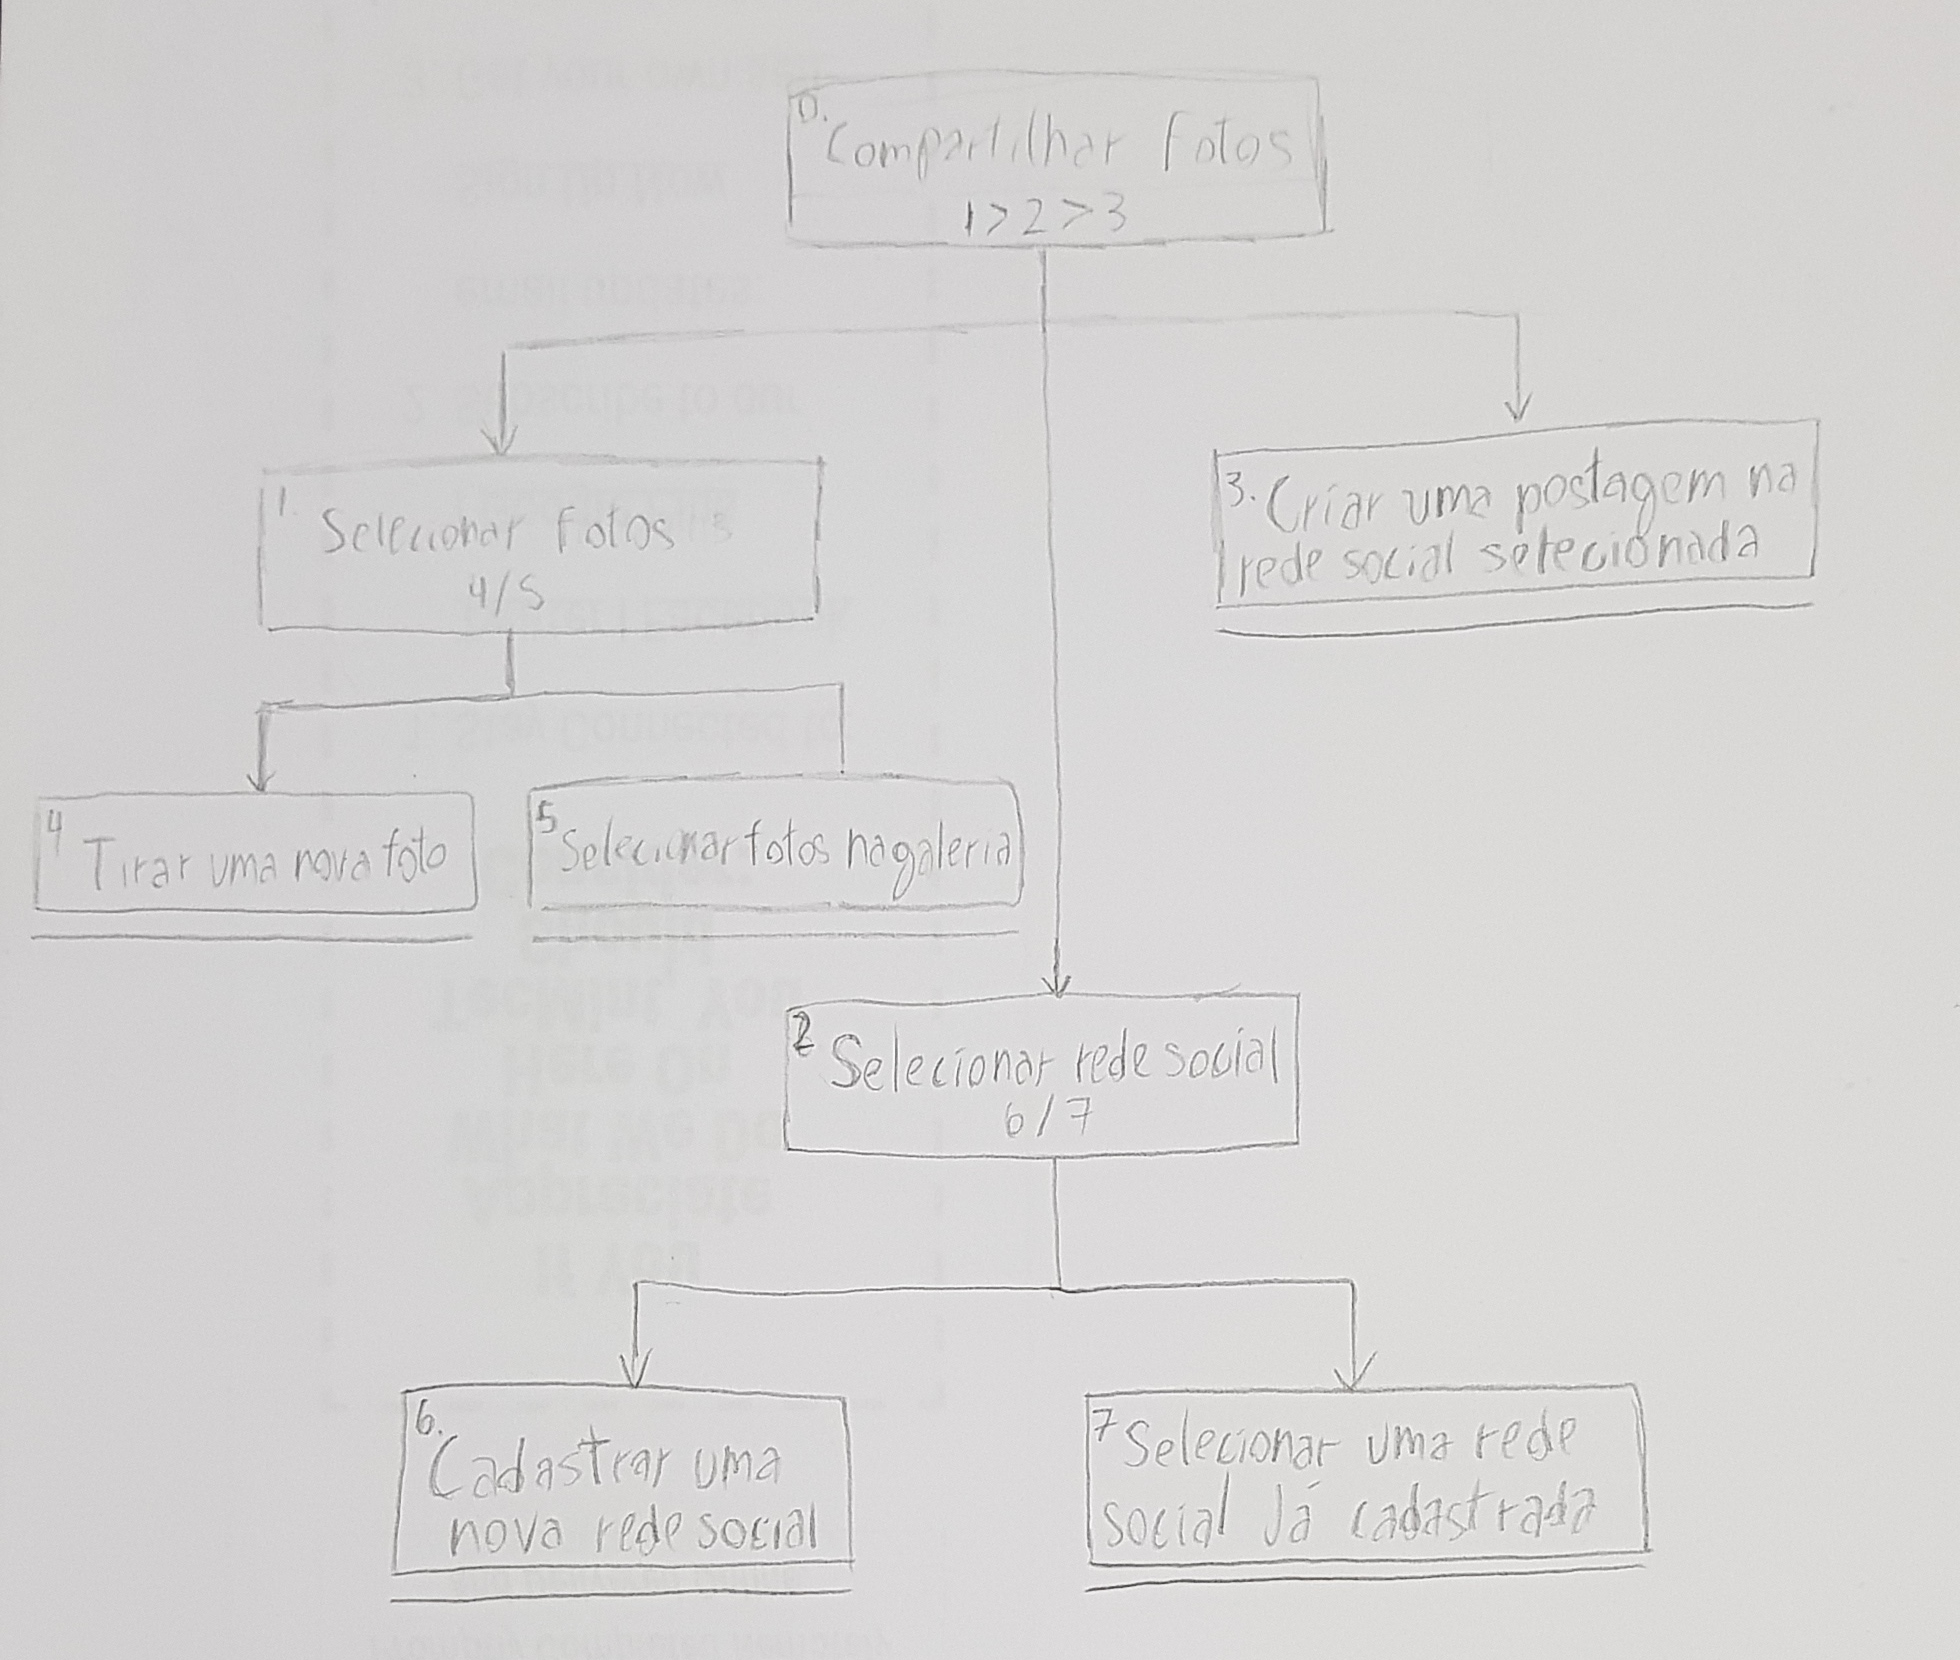 0.
Compartilhar fotos
1>2>3
1.
Selecionar fotos
4/5
3. Criar uma postagem na
rede social selecionada
4
Tirar uma nova foto
5
Selecionar fotos na galeria
2
Selecionar rede social
6/7
6.
Cadastrar uma
nova rede social
7 Selecionar uma rede
social Já cadastrada